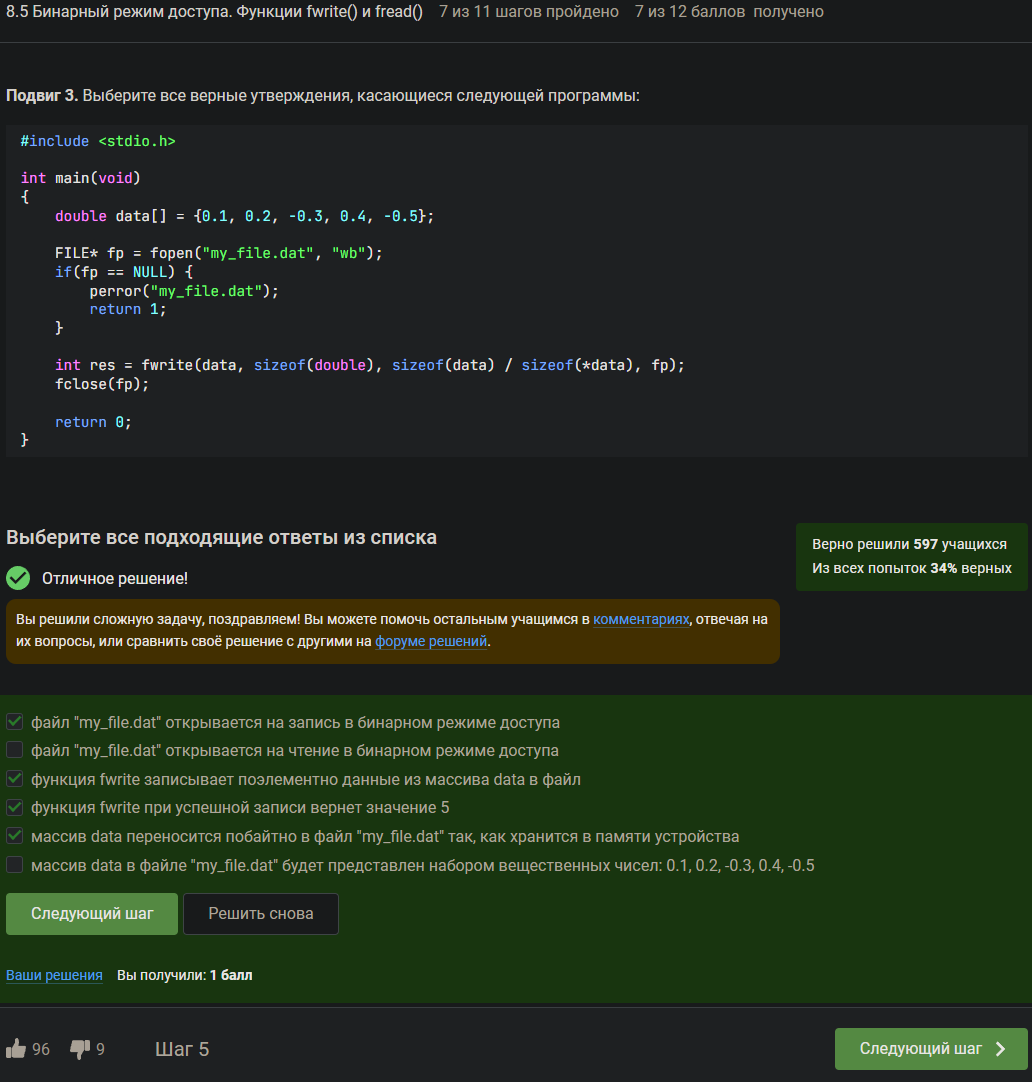 8.5 Бинарный режим доступа. Функции fwrite() и fread() 7 из 11 шагов пройдено 7 из 12 баллов получено
Подвиг 3. Выберите все верные утверждения, касающиеся следующей программы:
#include <stdio.h>
int main(void)
{
    double data[] = {0.1, 0.2, -0.3, 0.4, -0.5};
    FILE* fp = fopen("my_file.dat", "wb");
    if(fp == NULL) {
        perror("my_file.dat");
        return 1;
    }
    int res = fwrite(data, sizeof(double), sizeof(data) / sizeof(*data), fp);
    fclose(fp);
    return 0;
}
Выберите все подходящие ответы из списка
Верно решили 597 учащихся
Из всех попыток 34% верных
Отличное решение!
Вы решили сложную задачу, поздравляем! Вы можете помочь остальным учащимся в комментариях, отвечая на
их вопросы, или сравнить своё решение с другими на форуме решений.
файл "my_file.dat" открывается на запись в бинарном режиме доступа
файл "my_file.dat" открывается на чтение в бинарном режиме доступа
функция fwrite записывает поэлементно данные из массива data в файл
функция fwrite при успешной записи вернет значение 5
массив data переносится побайтно в файл "my_file.dat" так, как хранится в памяти устройства
массив data в файле "my_file.dat" будет представлен набором вещественных чисел: 0.1, 0.2, -0.3, 0.4, -0.5
Следующий шаг Решить снова
Ваши решения Вы получили: 1 балл
96 9 Шаг 5 Следующий шаг